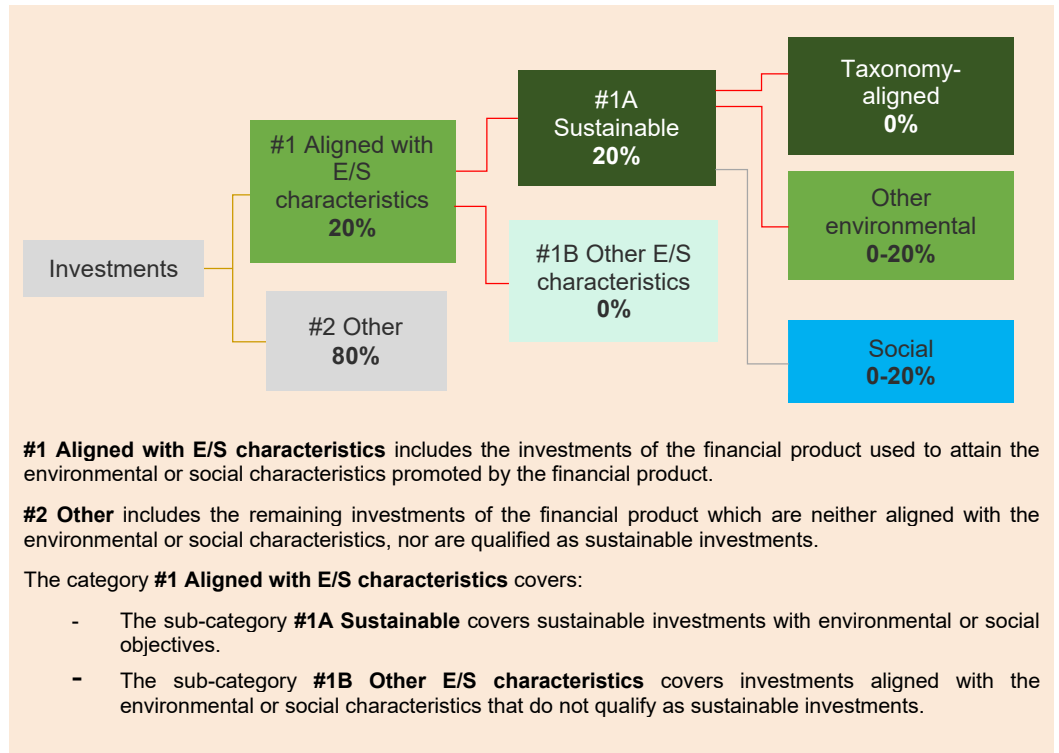 Investments
#1 Aligned with
E/S
characteristics
20%
#2 Other
80%
#1A
Sustainable
20%
#1B Other E/S
characteristics
0%
Taxonomy-
aligned
0%
Other
environmental
0-20%
Social
0-20%
#1 Aligned with E/S characteristics includes the investments of the financial product used to attain the
environmental or social characteristics promoted by the financial product.
#2 Other includes the remaining investments of the financial product which are neither aligned with the
environmental or social characteristics, nor are qualified as sustainable investments.
The category #1 Aligned with E/S characteristics covers:
- The sub-category #1A Sustainable covers sustainable investments with environmental or social
objectives.
- The sub-category #1B Other E/S characteristics covers investments aligned with the
environmental or social characteristics that do not qualify as sustainable investments.